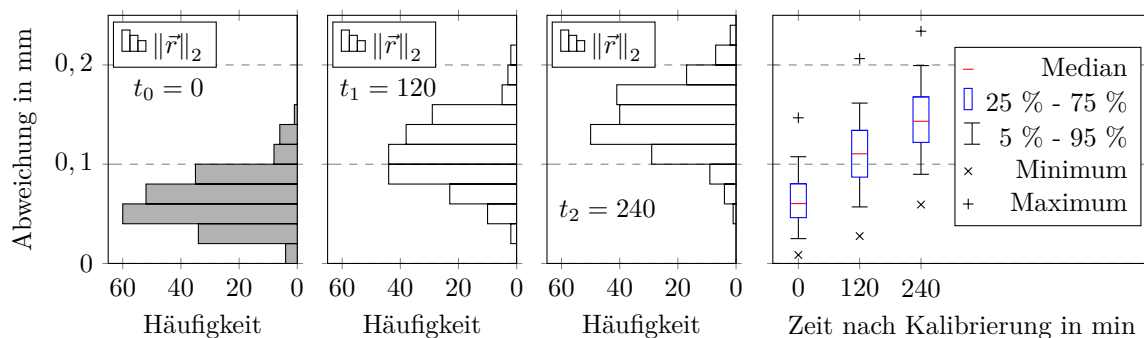 Abweichung in mm
0,2
0,1
0
‖r⃗‖₂
t₀ = 0
60 40 20 0
Häufigkeit
‖r⃗‖₂
t₁ = 120
60 40 20 0
Häufigkeit
‖r⃗‖₂
t₂ = 240
60 40 20 0
Häufigkeit
Median
25 % - 75 %
5 % - 95 %
Minimum
Maximum
0 120 240
Zeit nach Kalibrierung in min